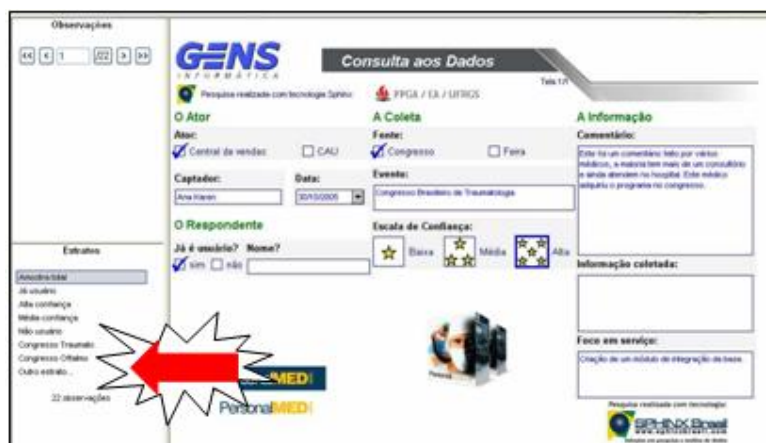 Observações
<< < 1 /22 > >>
GENS
INFORMÁTICA
Consulta aos Dados
Tela 1/1
Pesquisa realizada com tecnologia Sphinx:
PPGA / EA / UFRGS
O Ator
Ator:
Central de vendas
CAU
Captador:
Data:
Ana Karen
30/10/2005
O Respondente
Já é usuário? Nome?
sim
não
A Coleta
Fonte:
Congresso
Feira
Evento:
Congresso Brasileiro de Traumatologia
Escala de Confiança:
Baixa
Média
Alta
A Informação
Comentário:
Este foi um comentário feito por vários
médicos, a maioria tem mais de um consultório
e ainda atendem no hospital. Este médico
adquiriu o programa no congresso.
Informação coletada:
Foco em serviço:
Criação de um módulo de integração da base.
Estratos
Amostra total
Já usuário
Alta confiança
Média confiança
Não usuário
Congresso Traumato
Congresso Oftalmo
Outro estrato...
22 observações
MED
PersonalMED
Pesquisa realizada com tecnologia:
SPHINX Brasil
www.sphinxbrasil.com